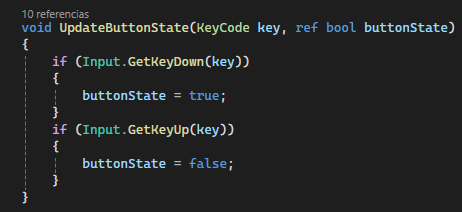 10 referencias
void UpdateButtonState(KeyCode key, ref bool buttonState)
{
    if (Input.GetKeyDown(key))
    {
        buttonState = true;
    }
    if (Input.GetKeyUp(key))
    {
        buttonState = false;
    }
}